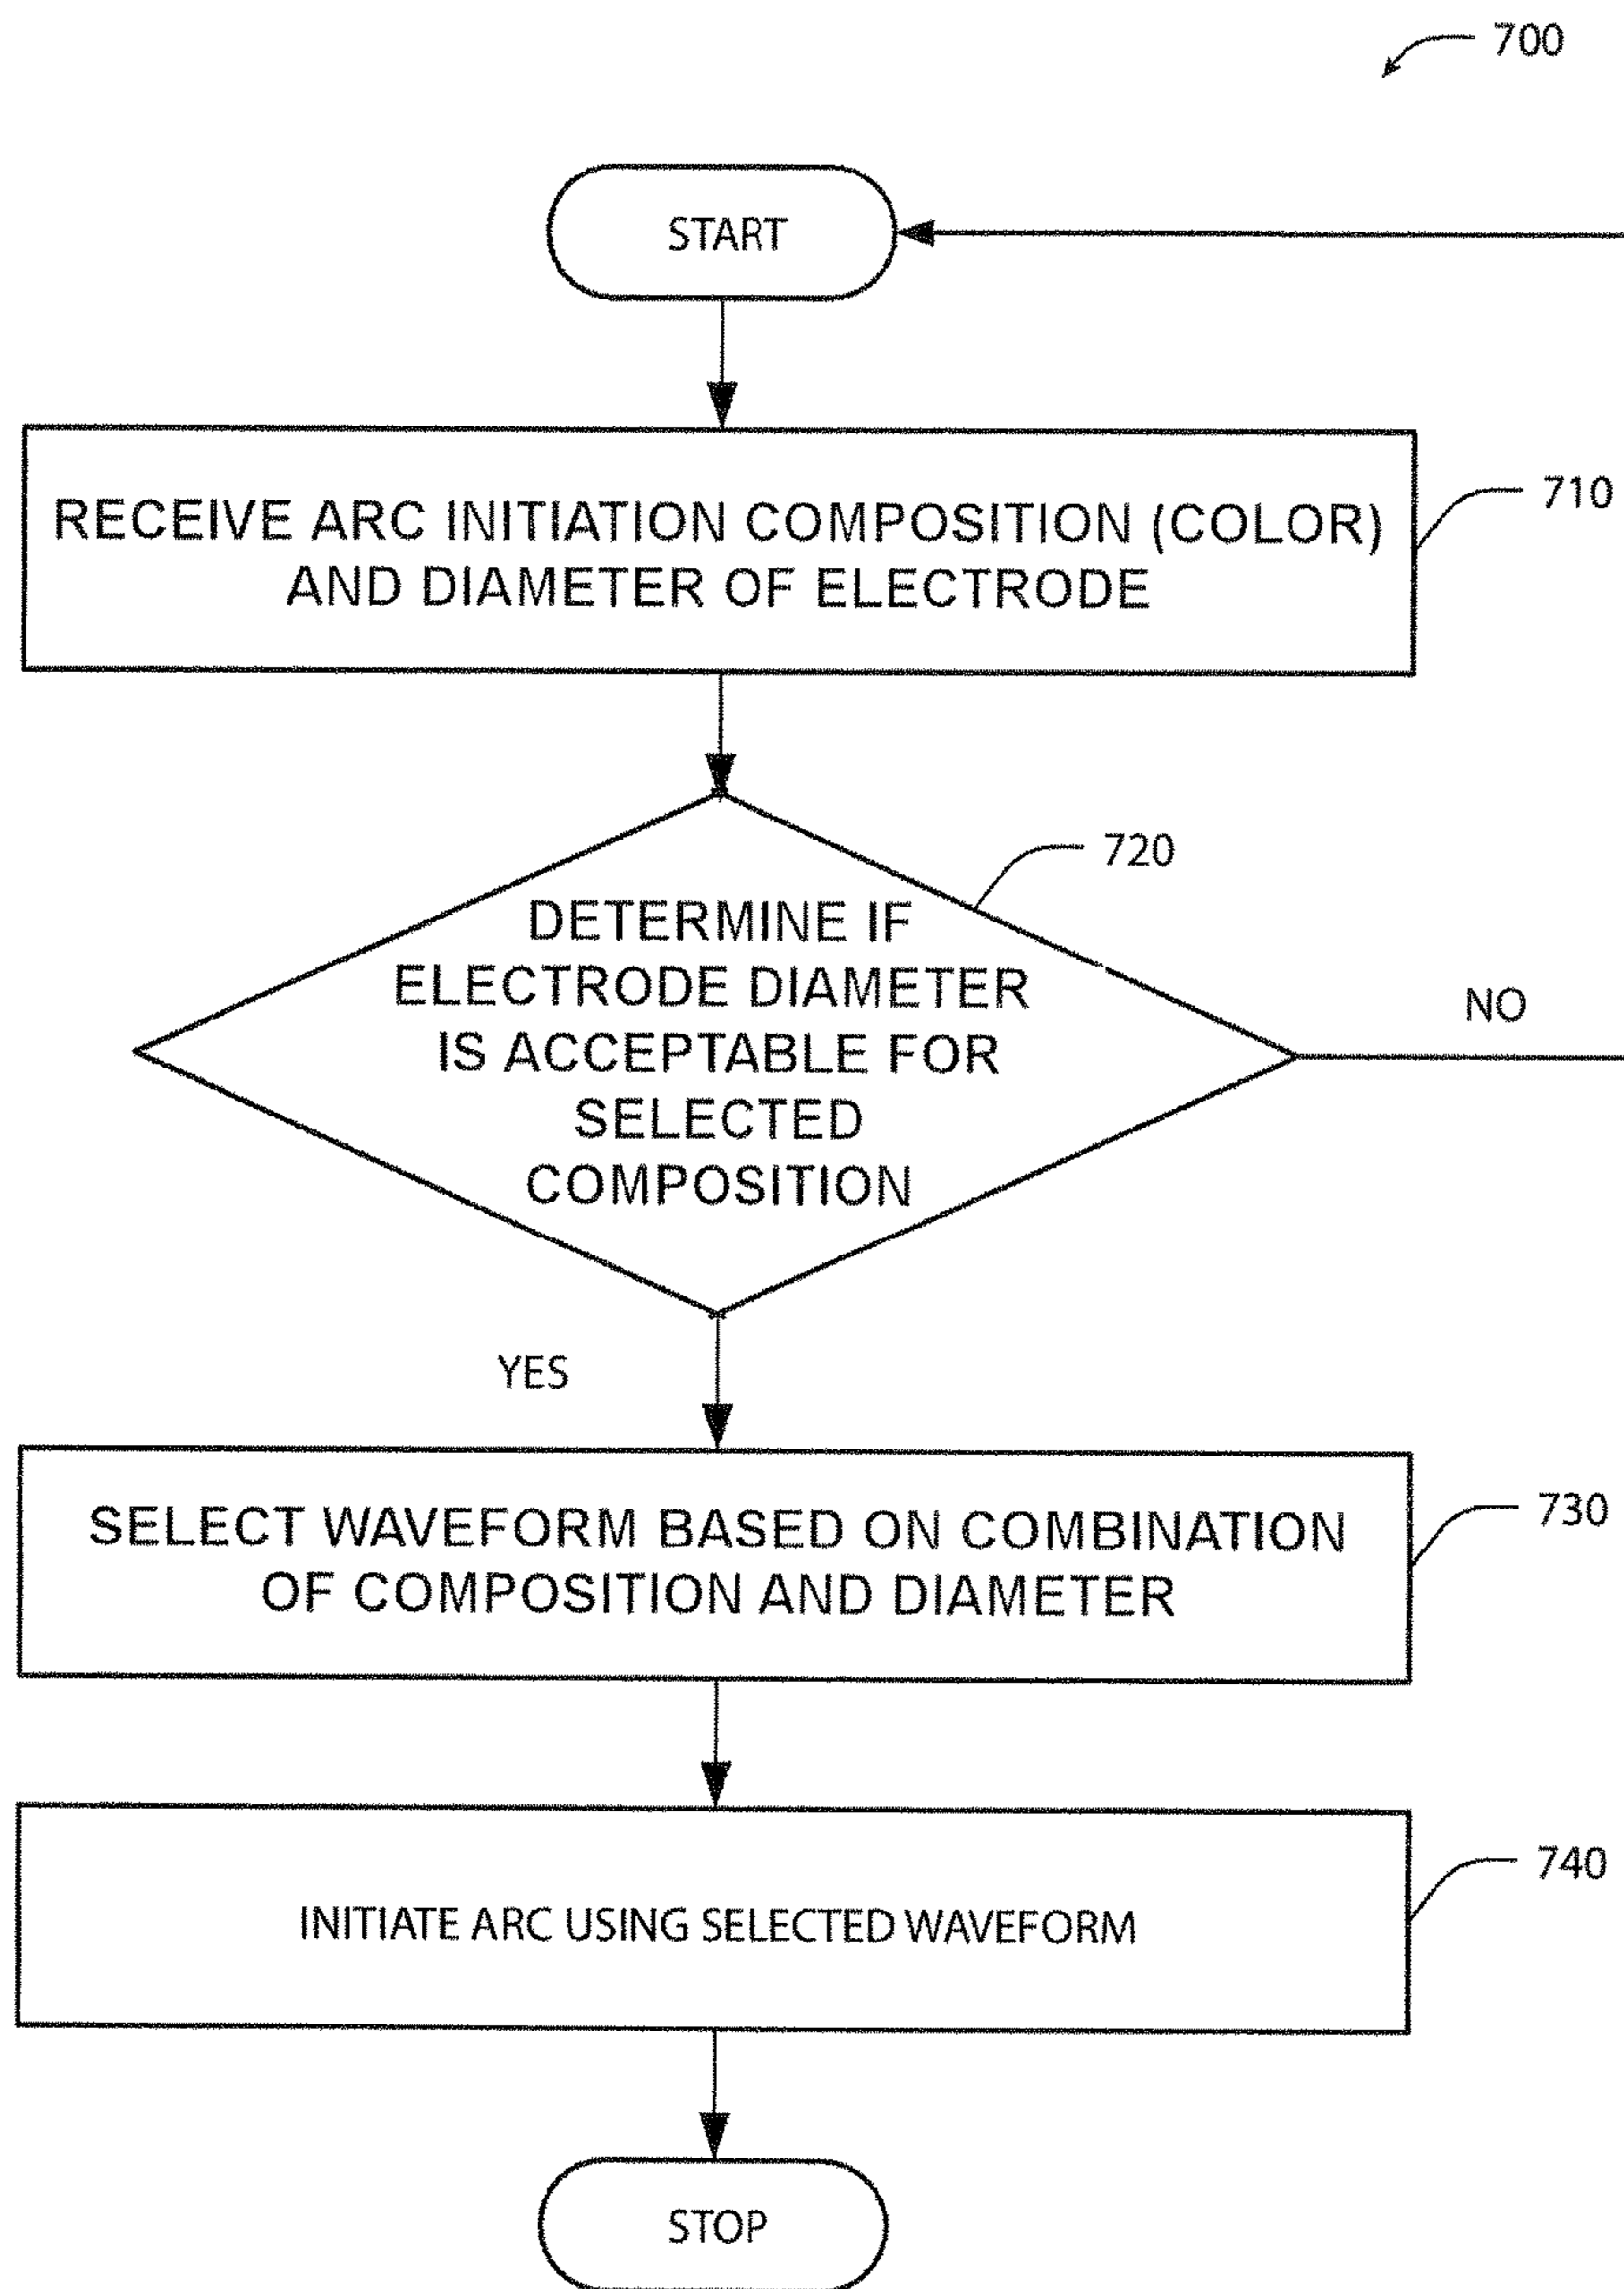 700
START
RECEIVE ARC INITIATION COMPOSITION (COLOR)
AND DIAMETER OF ELECTRODE
710
720
DETERMINE IF
ELECTRODE DIAMETER
IS ACCEPTABLE FOR
SELECTED
COMPOSITION
NO
YES
SELECT WAVEFORM BASED ON COMBINATION
OF COMPOSITION AND DIAMETER
730
INITIATE ARC USING SELECTED WAVEFORM
740
STOP